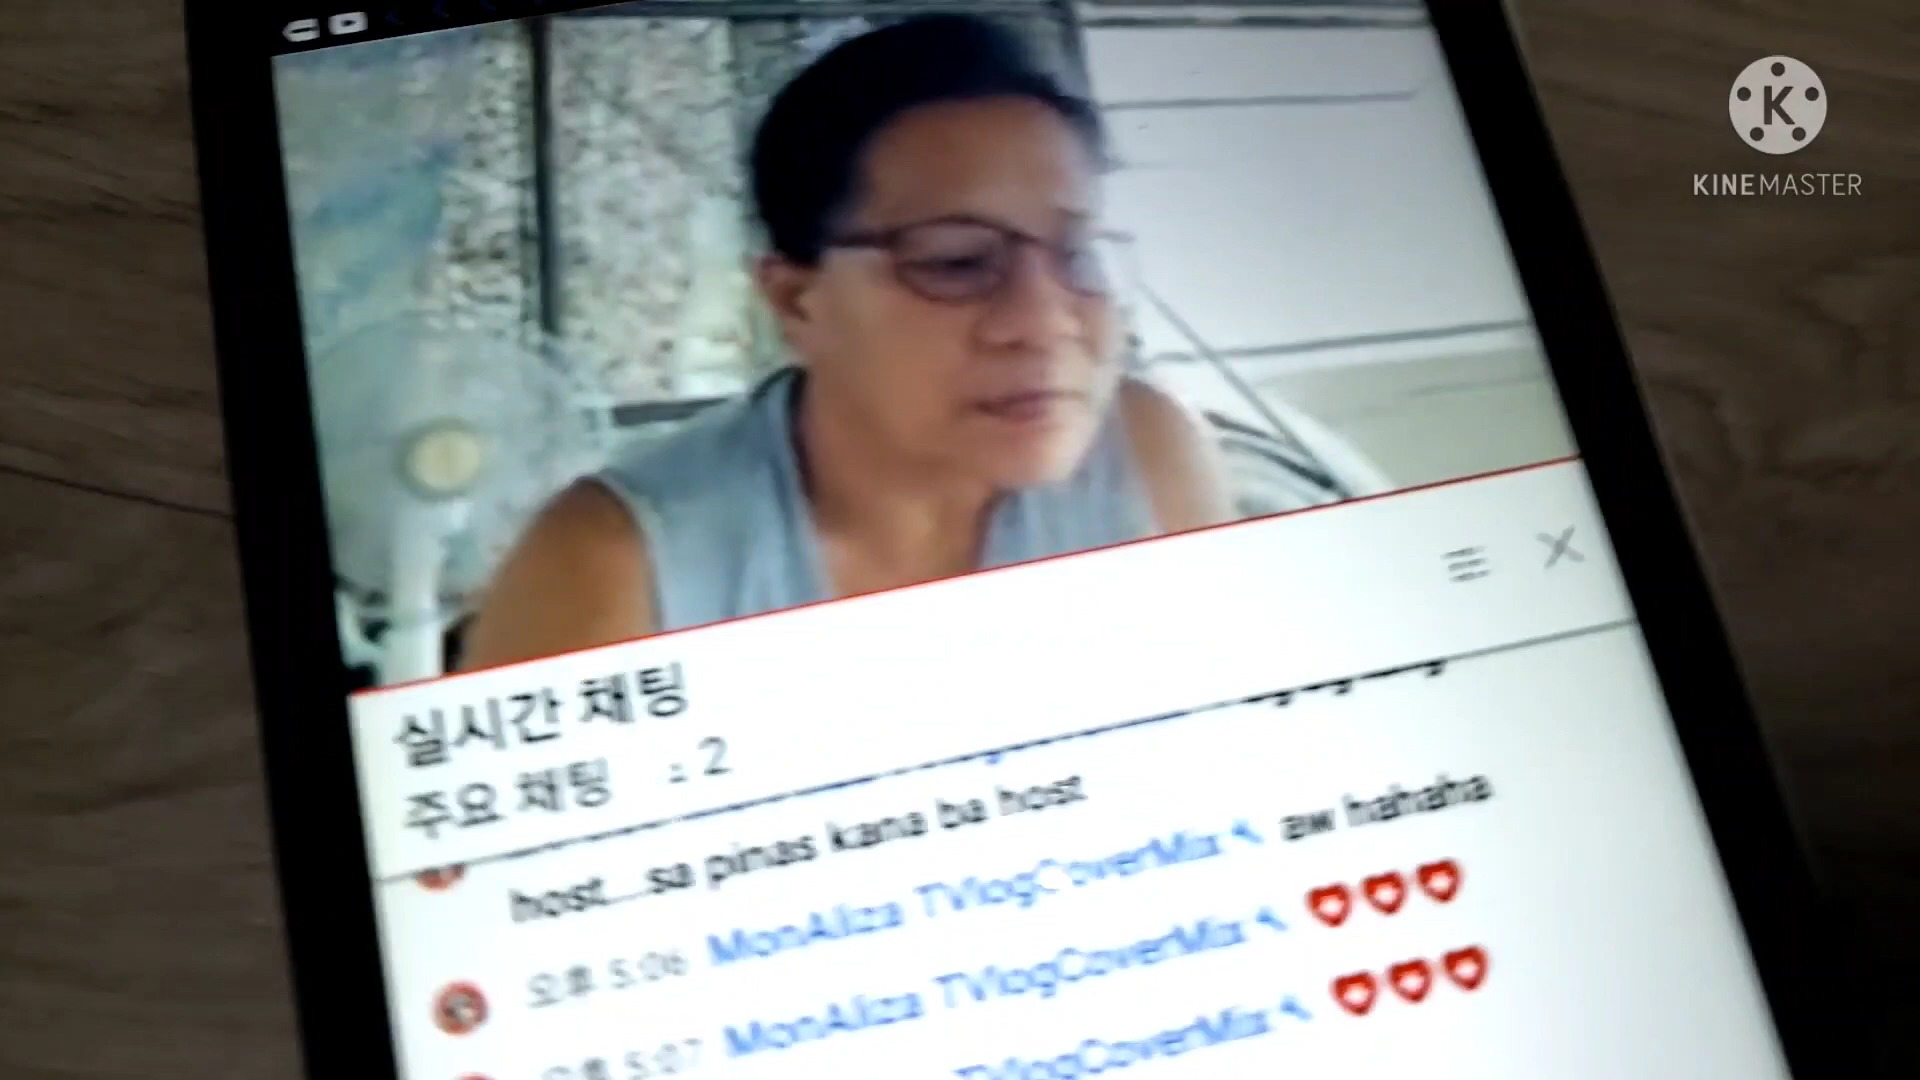 KINEMASTER
실시간 채팅
주요 채팅 2
host...sa pinas kana ba host
오후 5:06 MonAliza TVlogCoverMix aw hahaha
오후 5:07 MonAliza TVlogCoverMix ❤❤❤
TVlogCoverMix ❤❤❤